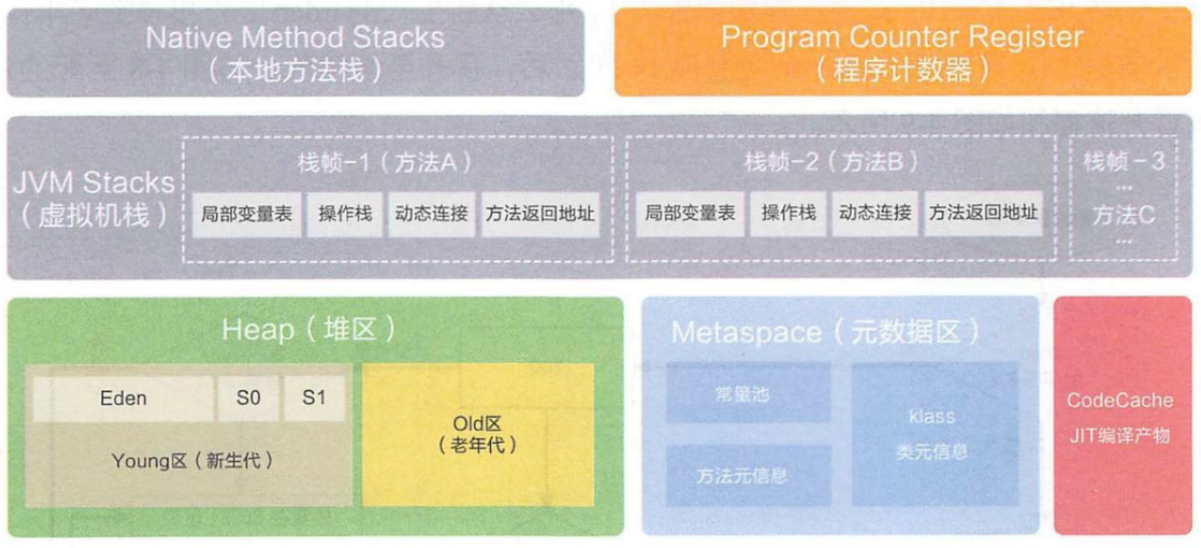 Native Method Stacks
（本地方法栈）
Program Counter Register
（程序计数器）
JVM Stacks
（虚拟机栈）
栈帧-1（方法A）
局部变量表
操作栈
动态连接
方法返回地址
栈帧-2（方法B）
局部变量表
操作栈
动态连接
方法返回地址
栈帧-3
...
方法C
...
Heap（堆区）
Eden
S0
S1
Young区（新生代）
Old区
（老年代）
Metaspace（元数据区）
常量池
方法元信息
klass
类元信息
CodeCache
JIT编译产物